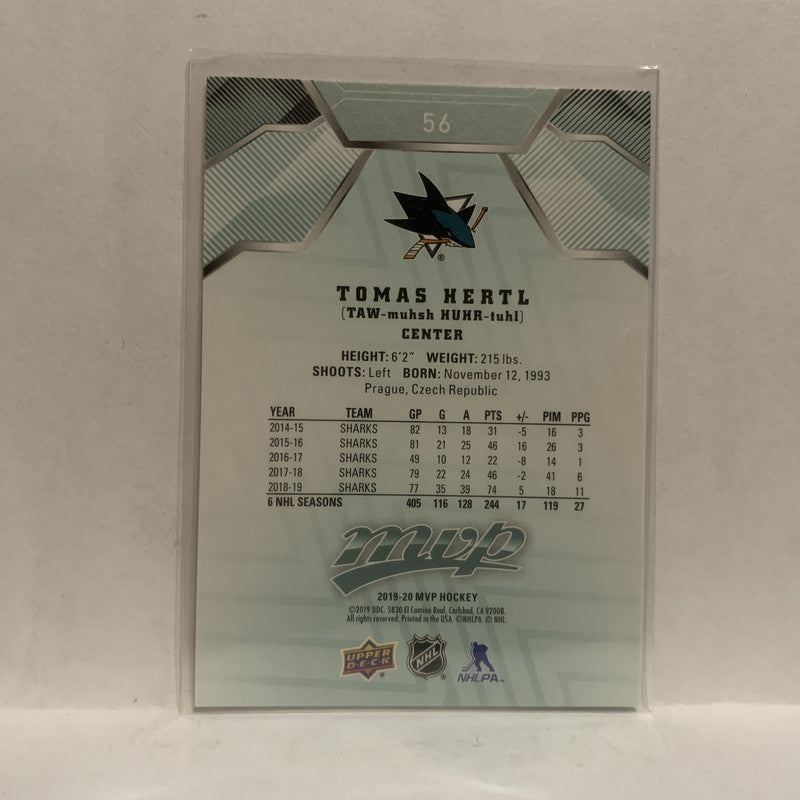 56
®
TOMAS HERTL
(TAW-muhsh HUHR-tuhl)
CENTER
HEIGHT: 6'2" WEIGHT: 215 lbs.
SHOOTS: Left BORN: November 12, 1993
Prague, Czech Republic
YEAR TEAM GP G A PTS +/- PIM PPG
2014-15 SHARKS 82 13 18 31 -5 16 3
2015-16 SHARKS 81 21 25 46 16 26 3
2016-17 SHARKS 49 10 12 22 -8 14 1
2017-18 SHARKS 79 22 24 46 -2 41 6
2018-19 SHARKS 77 35 39 74 5 18 11
6 NHL SEASONS 405 116 128 244 17 119 27
mvp
2019-20 MVP HOCKEY
©2019 UDC. 5830 El Camino Real, Carlsbad, CA 92008.
All rights reserved. Printed in the USA. ©NHLPA. © NHL.
UPPER DECK NHL NHLPA™